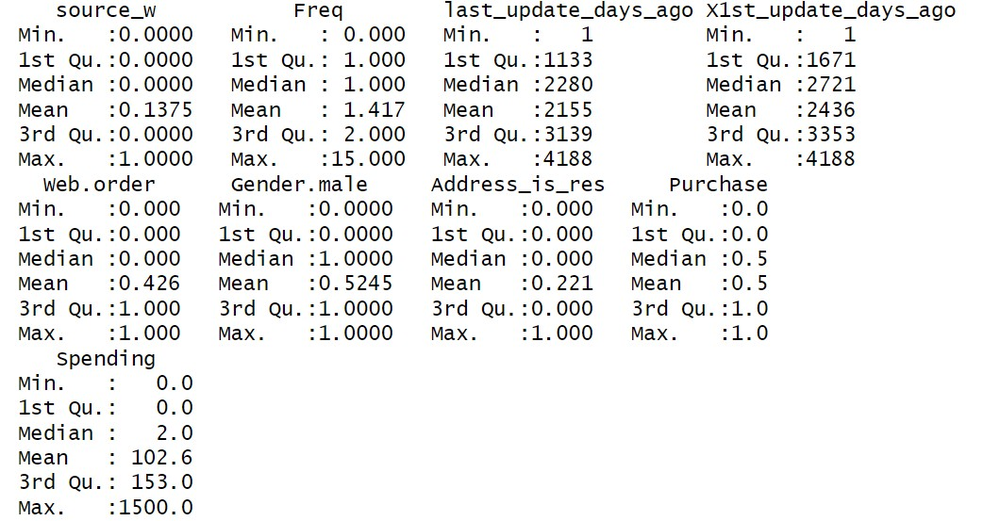 source_w Freq last_update_days_ago X1st_update_days_ago
Min. :0.0000 Min. : 0.000 Min. : 1 Min. : 1
1st Qu.:0.0000 1st Qu.: 1.000 1st Qu.:1133 1st Qu.:1671
Median :0.0000 Median : 1.000 Median :2280 Median :2721
Mean :0.1375 Mean : 1.417 Mean :2155 Mean :2436
3rd Qu.:0.0000 3rd Qu.: 2.000 3rd Qu.:3139 3rd Qu.:3353
Max. :1.0000 Max. :15.000 Max. :4188 Max. :4188
Web.order Gender.male Address_is_res Purchase
Min. :0.000 Min. :0.0000 Min. :0.000 Min. :0.0
1st Qu.:0.000 1st Qu.:0.0000 1st Qu.:0.000 1st Qu.:0.0
Median :0.000 Median :1.0000 Median :0.000 Median :0.5
Mean :0.426 Mean :0.5245 Mean :0.221 Mean :0.5
3rd Qu.:1.000 3rd Qu.:1.0000 3rd Qu.:0.000 3rd Qu.:1.0
Max. :1.000 Max. :1.0000 Max. :1.000 Max. :1.0
Spending
Min. : 0.0
1st Qu.: 0.0
Median : 2.0
Mean : 102.6
3rd Qu.: 153.0
Max. :1500.0